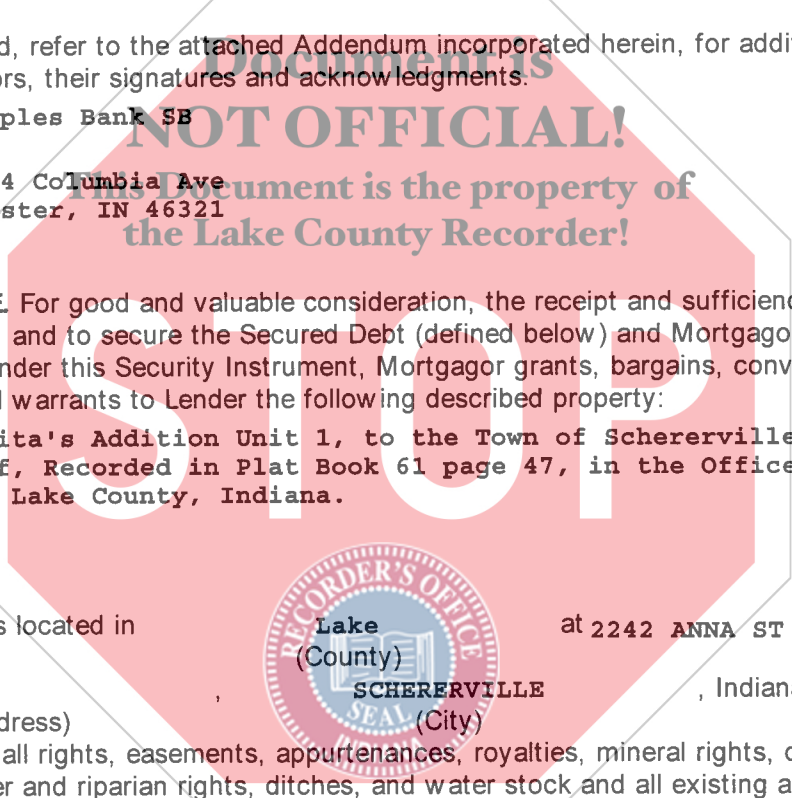 d, refer to the attached Addendum incorporated herein, for addit
ors, their signatures and acknowledgments.
Document is
ples Bank SB
NOT OFFICIAL!
4 Columbia Ave
This Document is the property of
ster, IN 46321
the Lake County Recorder!
E. For good and valuable consideration, the receipt and sufficienc
and to secure the Secured Debt (defined below) and Mortgago
nder this Security Instrument, Mortgagor grants, bargains, conv
l warrants to Lender the following described property:
STOP
ita's Addition Unit 1, to the Town of Schererville
f, Recorded in Plat Book 61 page 47, in the Office
Lake County, Indiana.
RECORDER'S OFFICE
s located in Lake at 2242 ANNA ST
(County)
, SCHERERVILLE , Indiana
SEAL
dress) (City)
INDIANA
all rights, easements, appurtenances, royalties, mineral rights, o
er and riparian rights, ditches, and water stock and all existing a